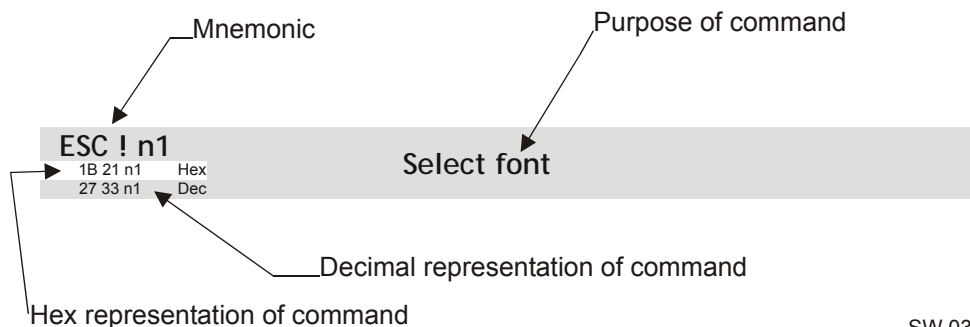 Mnemonic
Purpose of command
ESC ! n1
Select font
1B 21 n1 Hex
27 33 n1 Dec
Decimal representation of command
Hex representation of command